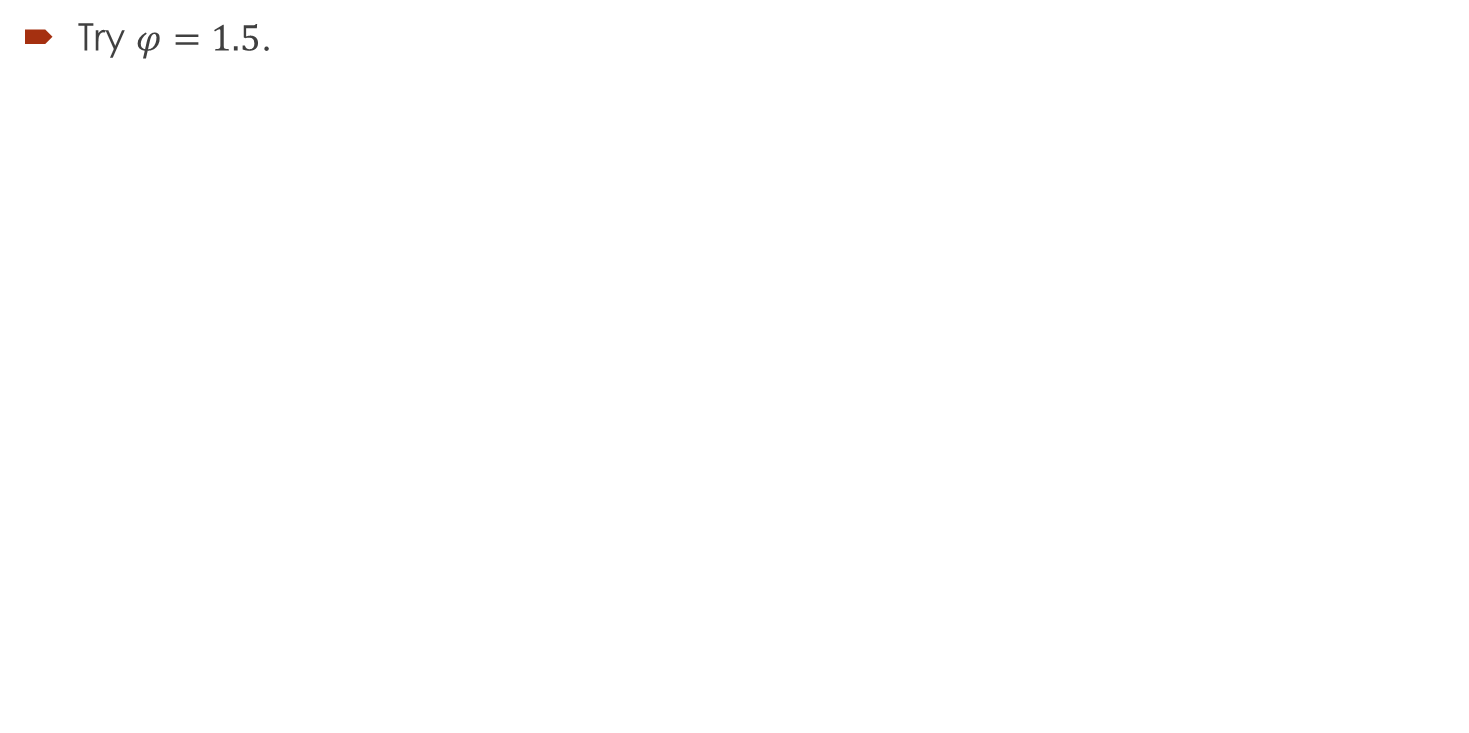 Try 𝜑 = 1.5.